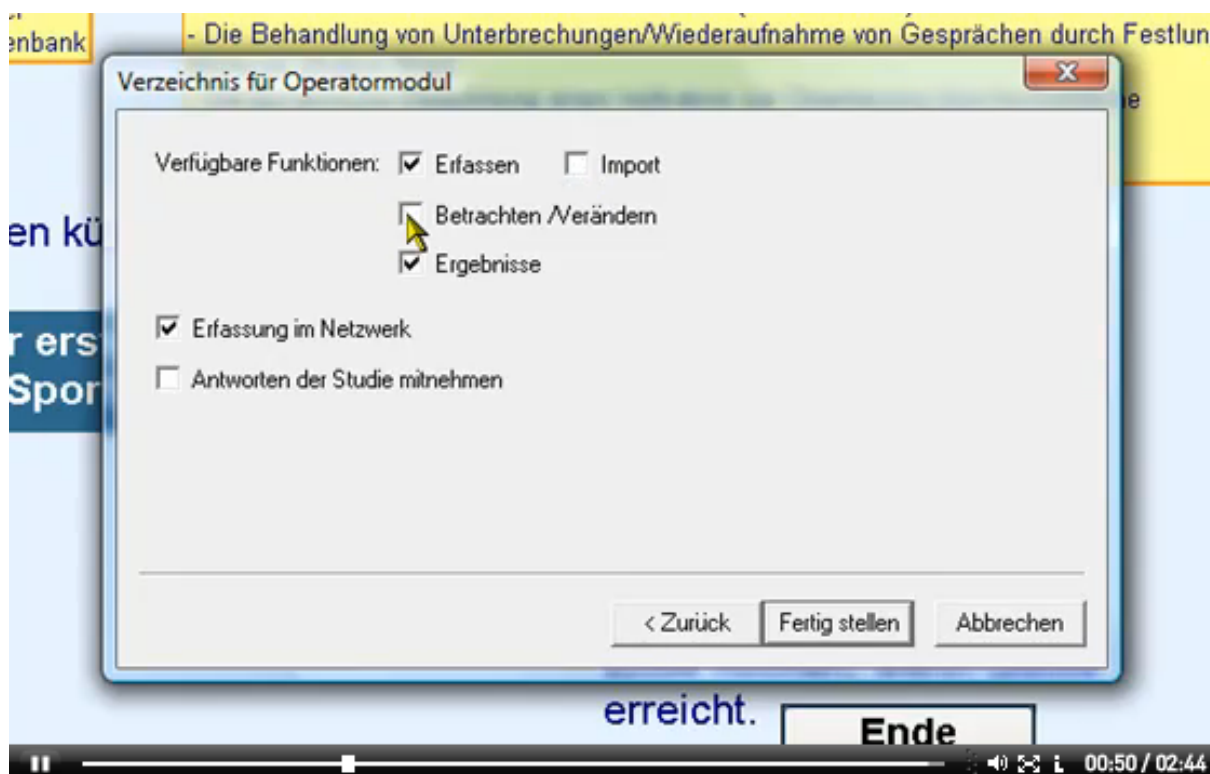 enbank
- Die Behandlung von Unterbrechungen/Wiederaufnahme von Gesprächen durch Festlun
Verzeichnis für Operatormodul
Verfügbare Funktionen: Erfassen Import
Betrachten /Verändern
Ergebnisse
en kü
Erfassung im Netzwerk
r ers
Antworten der Studie mitnehmen
Spor
< Zurück Fertig stellen Abbrechen
erreicht.
Ende
00:50 / 02:44